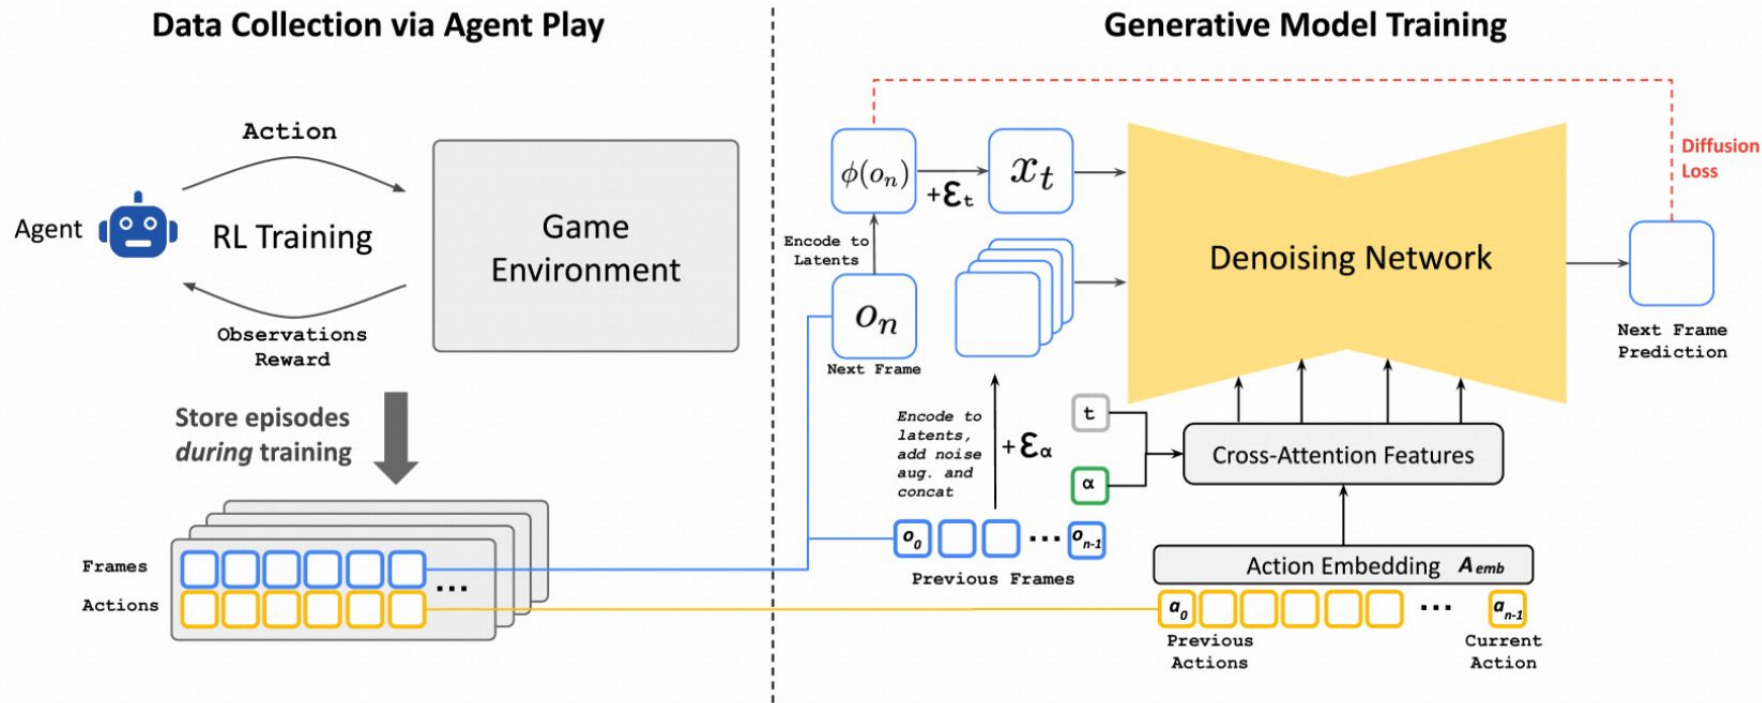 Data Collection via Agent Play
Action
Agent
RL Training
Game
Environment
Observations
Reward
Store episodes
during training
Frames
...
Actions
Generative Model Training
Diffusion
Loss
ϕ(oₙ)
+εₜ
xₜ
Encode to
Latents
oₙ
Next Frame
Denoising Network
Next Frame
Prediction
Encode to
latents,
add noise
aug. and
concat
+εα
t
α
Cross-Attention Features
o₀ ... oₙ₋₁
Previous Frames
Action Embedding A emb
a₀ ... aₙ₋₁
Previous
Actions
Current
Action